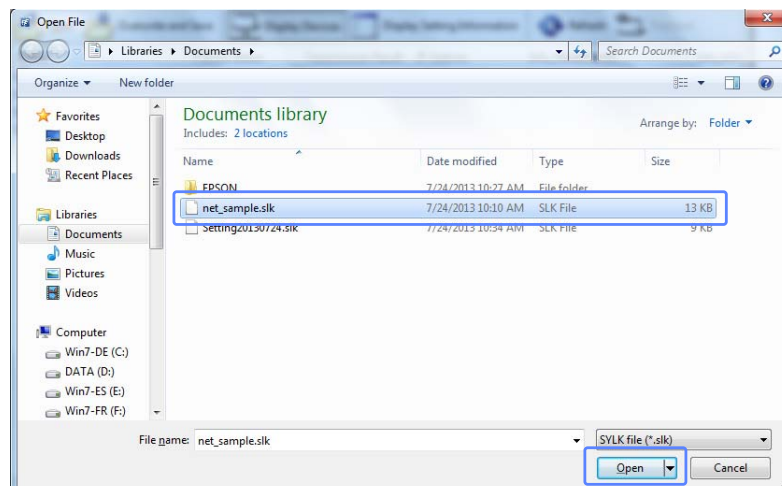 Open File
Libraries ▸ Documents ▸ Search Documents
Organize ▼ New folder
Favorites
Desktop
Downloads
Recent Places
Libraries
Documents
Music
Pictures
Videos
Computer
Win7-DE (C:)
DATA (D:)
Win7-ES (E:)
Win7-FR (F:)
Documents library
Includes: 2 locations
Arrange by: Folder ▼
Name Date modified Type Size
EPSON 7/24/2013 10:27 AM File folder
net_sample.slk 7/24/2013 10:10 AM SLK File 13 KB
Setting20130724.slk 7/24/2013 10:34 AM SLK File 9 KB
File name: net_sample.slk SYLK file (*.slk)
Open Cancel